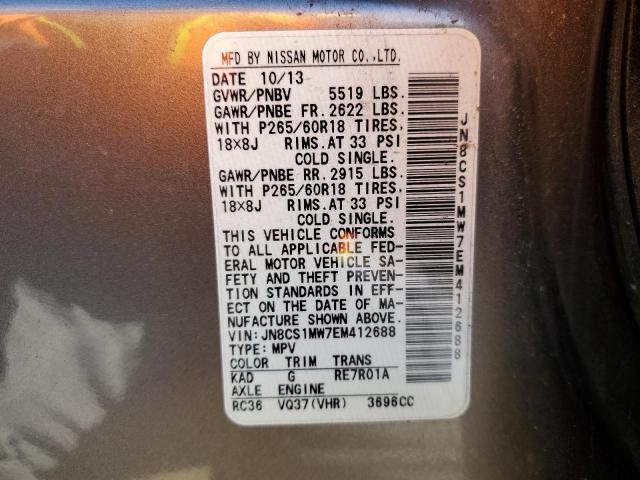 MFD BY NISSAN MOTOR CO.,LTD.
DATE 10/13
GVWR/PNBV 5519 LBS.
GAWR/PNBE FR. 2622 LBS.
WITH P265/60R18 TIRES,
18X8J RIMS.AT 33 PSI
COLD SINGLE.
GAWR/PNBE RR. 2915 LBS.
WITH P265/60R18 TIRES,
18X8J RIMS.AT 33 PSI
COLD SINGLE.
THIS VEHICLE CONFORMS
TO ALL APPLICABLE FED-
ERAL MOTOR VEHICLE SA-
FETY AND THEFT PREVEN-
TION STANDARDS IN EFF-
ECT ON THE DATE OF MA-
NUFACTURE SHOWN ABOVE.
VIN: JN8CS1MW7EM412688
TYPE: MPV
COLOR TRIM TRANS
KAD G RE7R01A
AXLE ENGINE
RC36 VQ37(VHR) 3696CC
JN8CS1MW7EM412688